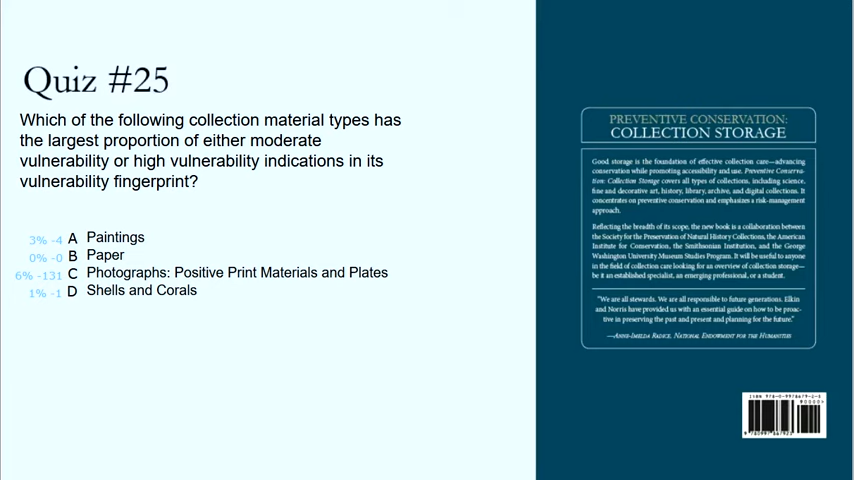 Quiz #25
Which of the following collection material types has
the largest proportion of either moderate
vulnerability or high vulnerability indications in its
vulnerability fingerprint?
3% -4 A Paintings
0% -0 B Paper
6% -131 C Photographs: Positive Print Materials and Plates
1% -1 D Shells and Corals
PREVENTIVE CONSERVATION:
COLLECTION STORAGE
Good storage is the foundation of effective collection care—advancing
conservation while promoting accessibility and use. Preventive Conserva-
tion: Collection Storage covers all types of collections, including science,
fine and decorative art, history, library, archive, and digital collections. It
concentrates on preventive conservation and emphasizes a risk-management
approach.
Reflecting the breadth of its scope, the new book is a collaboration between
the Society for the Preservation of Natural History Collections, the American
Institute for Conservation, the Smithsonian Institution, and the George
Washington University Museum Studies Program. It will be useful to anyone
in the field of collection care looking for an overview of collection storage—
be it an established specialist, an emerging professional, or a student.
"We are all stewards. We are all responsible to future generations. Elkin
and Norris have provided us with an essential guide on how to be proac-
tive in preserving the past and present and planning for the future."
—Anne-Imelda Radice, National Endowment for the Humanities
90000>